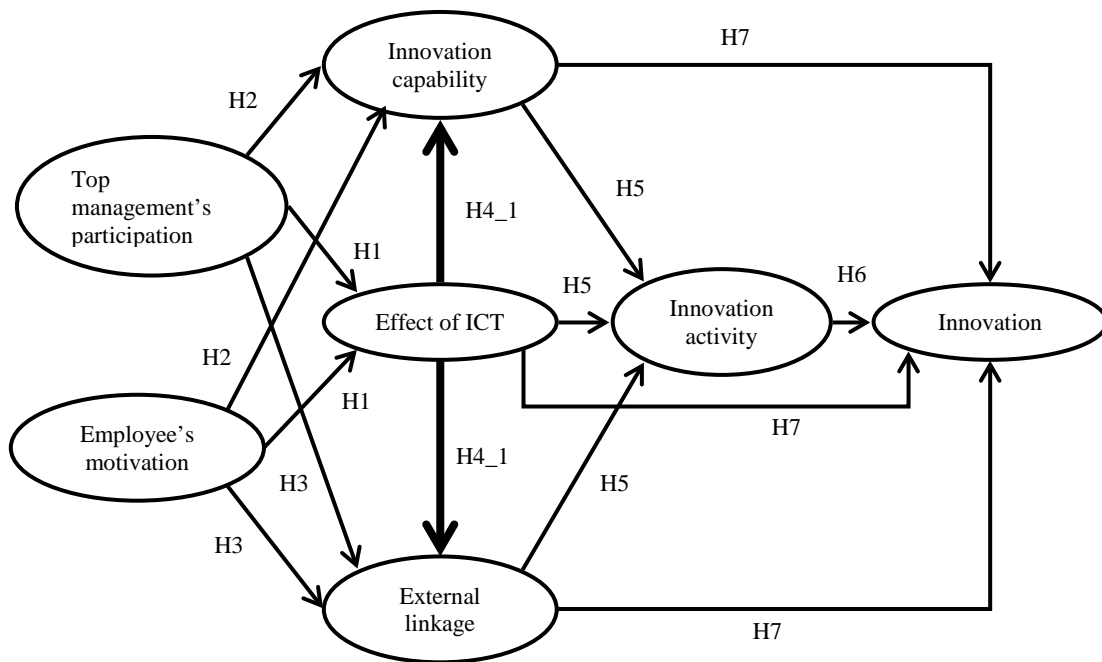 Innovation
capability
H7
H2
Top
management's
participation
H5
H4_1
H1
H5
H6
Effect of ICT
Innovation
activity
Innovation
H2
H1
H7
Employee's
motivation
H4_1
H3
H5
H3
External
linkage
H7